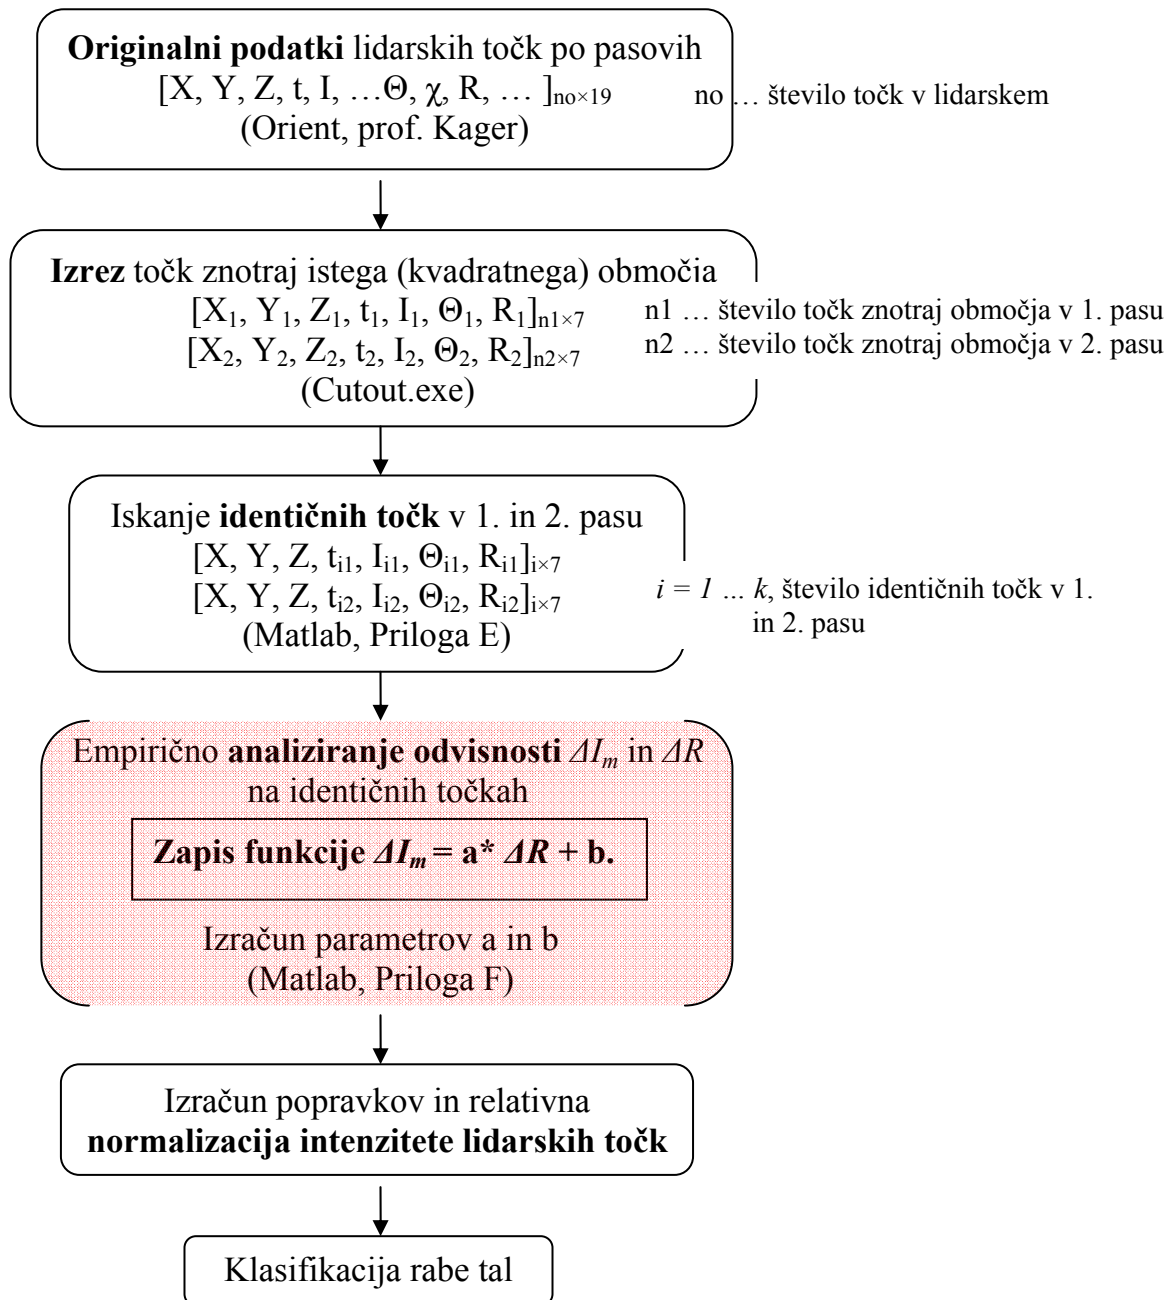 Originalni podatki lidarskih točk po pasovih
[X, Y, Z, t, I, …Θ, χ, R, … ]no×19
no … število točk v lidarskem
(Orient, prof. Kager)
Izrez točk znotraj istega (kvadratnega) območja
[X1, Y1, Z1, t1, I1, Θ1, R1]n1×7
n1 … število točk znotraj območja v 1. pasu
[X2, Y2, Z2, t2, I2, Θ2, R2]n2×7
n2 … število točk znotraj območja v 2. pasu
(Cutout.exe)
Iskanje identičnih točk v 1. in 2. pasu
[X, Y, Z, ti1, Ii1, Θi1, Ri1]i×7
[X, Y, Z, ti2, Ii2, Θi2, Ri2]i×7
(Matlab, Priloga E)
i = 1 … k, število identičnih točk v 1.
in 2. pasu
Empirično analiziranje odvisnosti ΔIm in ΔR
na identičnih točkah
Zapis funkcije ΔIm = a* ΔR + b.
Izračun parametrov a in b
(Matlab, Priloga F)
Izračun popravkov in relativna
normalizacija intenzitete lidarskih točk
Klasifikacija rabe tal